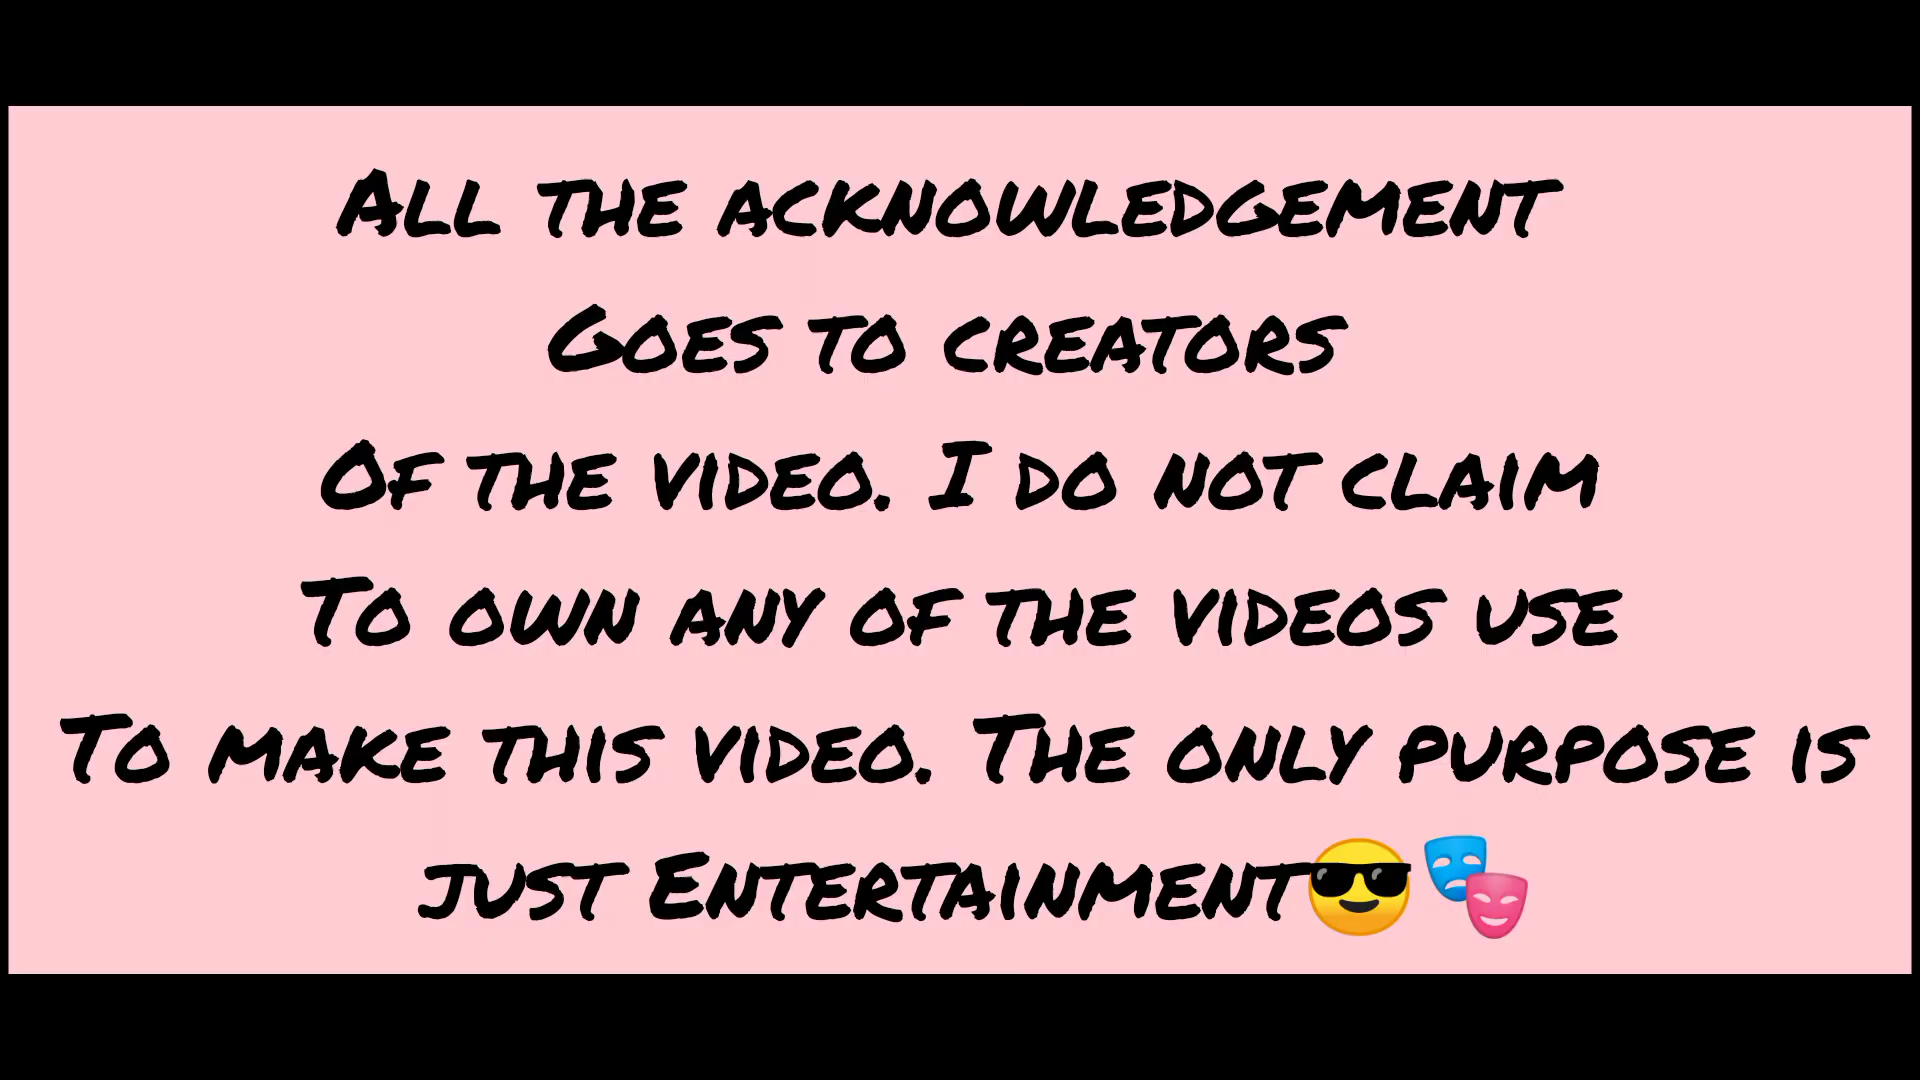 All the acknowledgement
Goes to creators
Of the video. I do not claim
To own any of the videos use
To make this video. The only purpose is
just Entertainment😎🎭